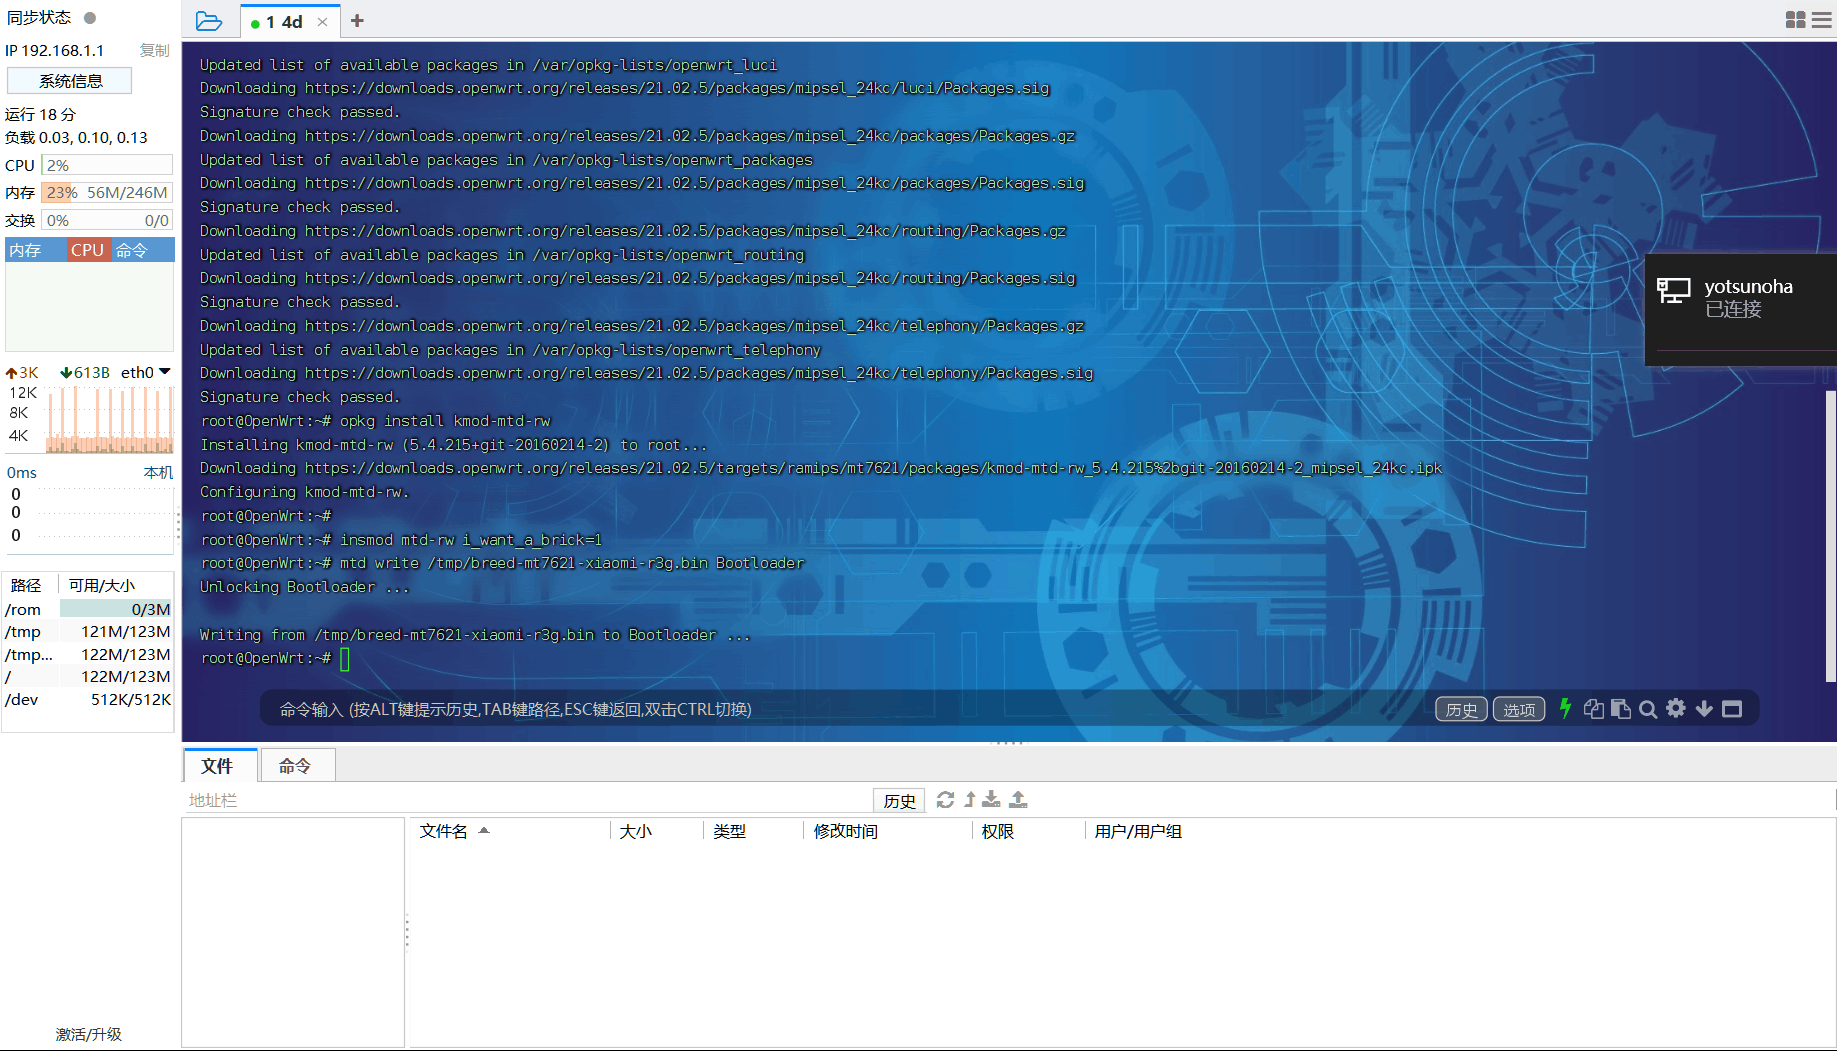 同步状态
IP 192.168.1.1 复制
系统信息
运行 18 分
负载 0.03, 0.10, 0.13
CPU 2%
内存 23% 56M/246M
交换 0% 0/0
内存 CPU 命令
3K 613B eth0
12K
8K
4K
0ms 本机
0
0
0
路径 可用/大小
/rom 0/3M
/tmp 121M/123M
/tmp... 122M/123M
/ 122M/123M
/dev 512K/512K
激活/升级
1 4d
Updated list of available packages in /var/opkg-lists/openwrt_luci
Downloading https://downloads.openwrt.org/releases/21.02.5/packages/mipsel_24kc/luci/Packages.sig
Signature check passed.
Downloading https://downloads.openwrt.org/releases/21.02.5/packages/mipsel_24kc/packages/Packages.gz
Updated list of available packages in /var/opkg-lists/openwrt_packages
Downloading https://downloads.openwrt.org/releases/21.02.5/packages/mipsel_24kc/packages/Packages.sig
Signature check passed.
Downloading https://downloads.openwrt.org/releases/21.02.5/packages/mipsel_24kc/routing/Packages.gz
Updated list of available packages in /var/opkg-lists/openwrt_routing
Downloading https://downloads.openwrt.org/releases/21.02.5/packages/mipsel_24kc/routing/Packages.sig
Signature check passed.
Downloading https://downloads.openwrt.org/releases/21.02.5/packages/mipsel_24kc/telephony/Packages.gz
Updated list of available packages in /var/opkg-lists/openwrt_telephony
Downloading https://downloads.openwrt.org/releases/21.02.5/packages/mipsel_24kc/telephony/Packages.sig
Signature check passed.
root@OpenWrt:~# opkg install kmod-mtd-rw
Installing kmod-mtd-rw (5.4.215+git-20160214-2) to root...
Downloading https://downloads.openwrt.org/releases/21.02.5/targets/ramips/mt7621/packages/kmod-mtd-rw_5.4.215%2bgit-20160214-2_mipsel_24kc.ipk
Configuring kmod-mtd-rw.
root@OpenWrt:~#
root@OpenWrt:~# insmod mtd-rw i_want_a_brick=1
root@OpenWrt:~# mtd write /tmp/breed-mt7621-xiaomi-r3g.bin Bootloader
Unlocking Bootloader ...
Writing from /tmp/breed-mt7621-xiaomi-r3g.bin to Bootloader ...
root@OpenWrt:~#
命令输入 (按ALT键提示历史,TAB键路径,ESC键返回,双击CTRL切换) 历史 选项
yotsunoha
已连接
文件 命令
地址栏 历史
文件名 大小 类型 修改时间 权限 用户/用户组